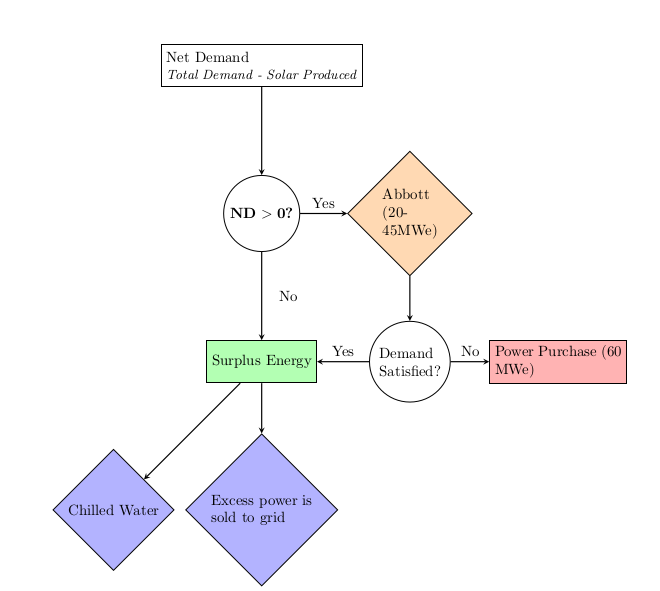 Net Demand
Total Demand - Solar Produced
ND > 0?
Yes
Abbott
(20-
45MWe)
No
Surplus Energy
Yes
Demand
Satisfied?
No
Power Purchase (60
MWe)
Chilled Water
Excess power is
sold to grid